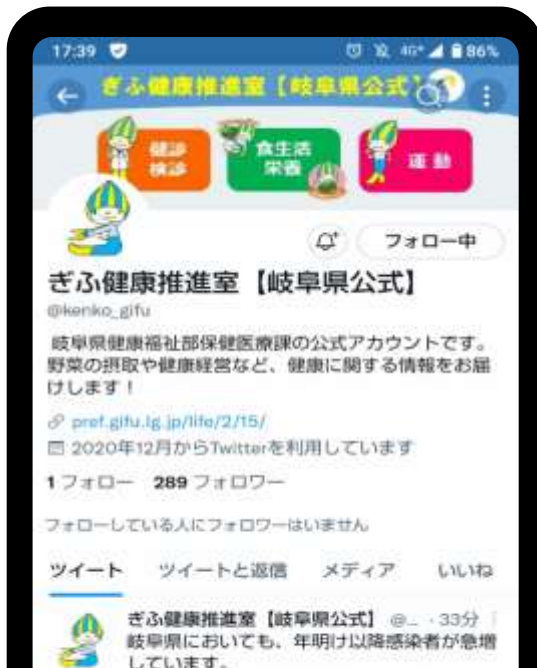 17:39
4G+ 86%
ぎふ健康推進室【岐阜県公式】
健診
検診
食生活
栄養
運動
フォロー中
ぎふ健康推進室【岐阜県公式】
@kenko_gifu
岐阜県健康福祉部保健医療課の公式アカウントです。
野菜の摂取や健康経営など、健康に関する情報をお届
けします！
pref.gifu.lg.jp/life/2/15/
2020年12月からTwitterを利用しています
1 フォロー 289 フォロワー
フォローしている人にフォロワーはいません
ツイート ツイートと返信 メディア いいね
ぎふ健康推進室【岐阜県公式】 @... ・33分
岐阜県においても、年明け以降感染者が急増
しています。